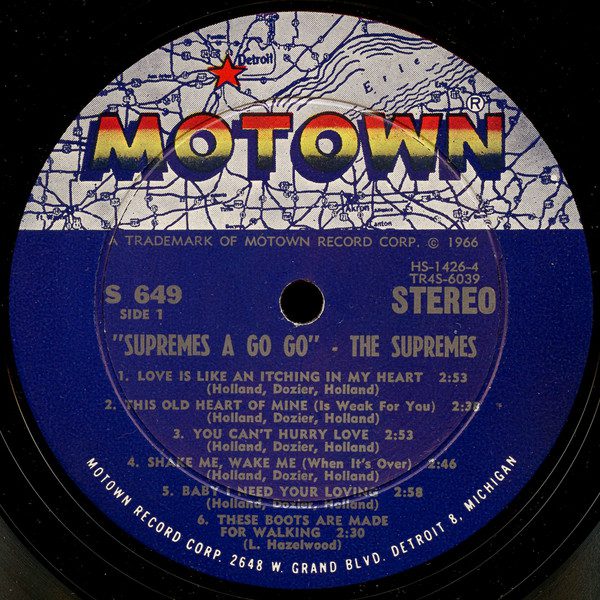 Detroit
Erie
MOTOWN®
A TRADEMARK OF MOTOWN RECORD CORP. © 1966
HS-1426-4
TR4S-6039
S 649
STEREO
SIDE 1
"SUPREMES A GO GO" - THE SUPREMES
1. LOVE IS LIKE AN ITCHING IN MY HEART 2:53
(Holland, Dozier, Holland)
2. THIS OLD HEART OF MINE (Is Weak For You) 2:38
(Holland, Dozier, Holland)
3. YOU CAN'T HURRY LOVE 2:53
(Holland, Dozier, Holland)
4. SHAKE ME, WAKE ME (When It's Over) 2:46
(Holland, Dozier, Holland)
5. BABY I NEED YOUR LOVING 2:58
(Holland, Dozier, Holland)
6. THESE BOOTS ARE MADE
FOR WALKING 2:30
(L. Hazelwood)
MOTOWN RECORD CORP. 2648 W. GRAND BLVD. DETROIT 8, MICHIGAN